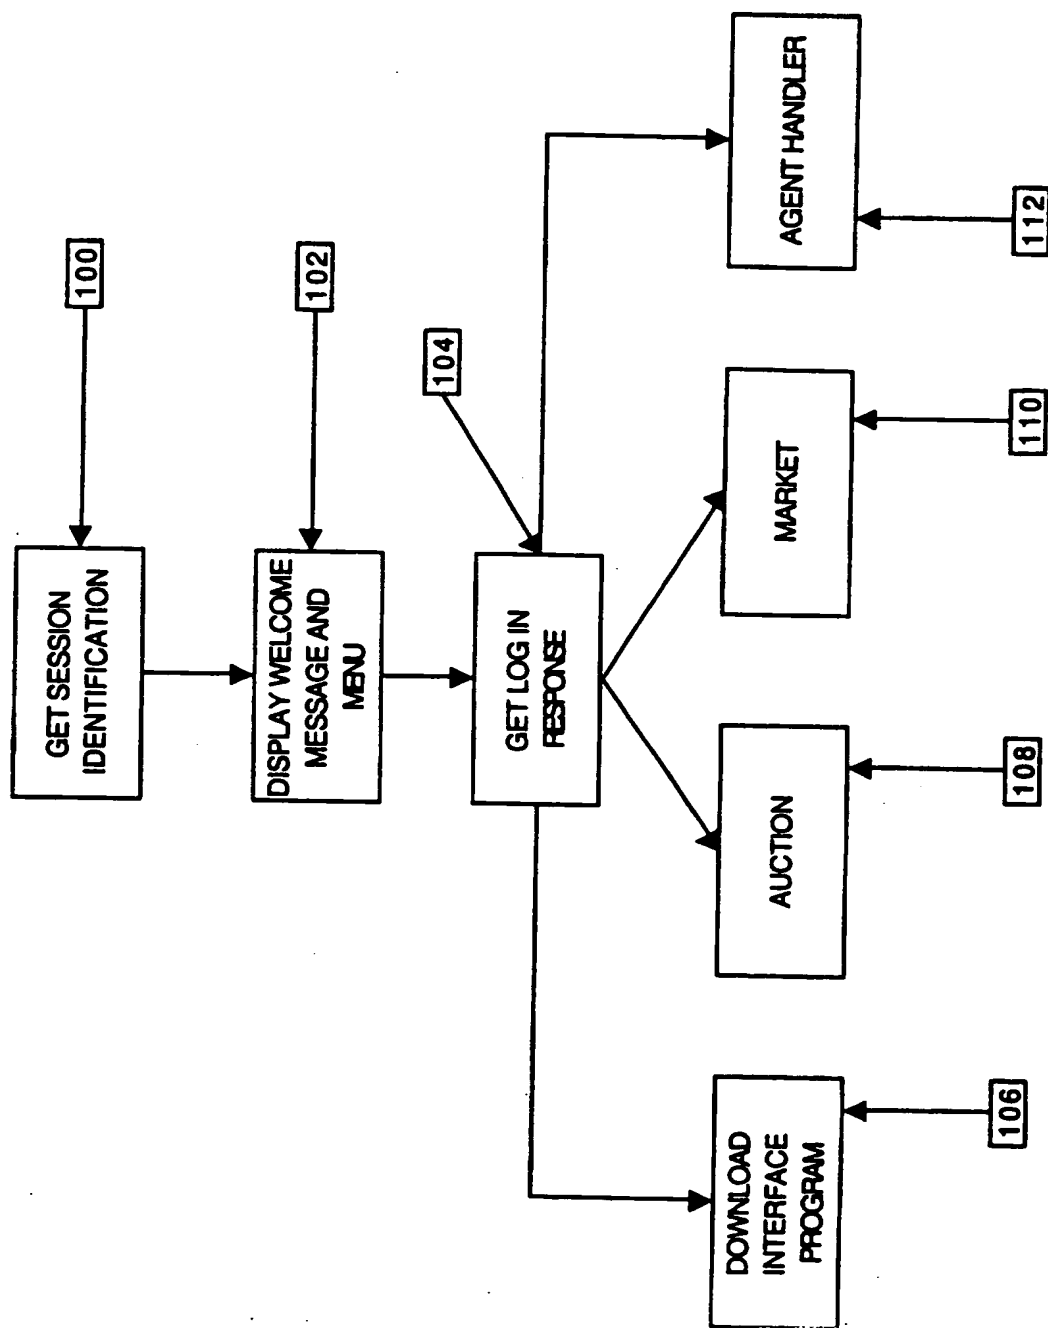 100
GET SESSION
IDENTIFICATION
102
DISPLAY WELCOME
MESSAGE AND
MENU
104
GET LOG IN
RESPONSE
DOWNLOAD
INTERFACE
PROGRAM
AUCTION
MARKET
AGENT HANDLER
106
108
110
112